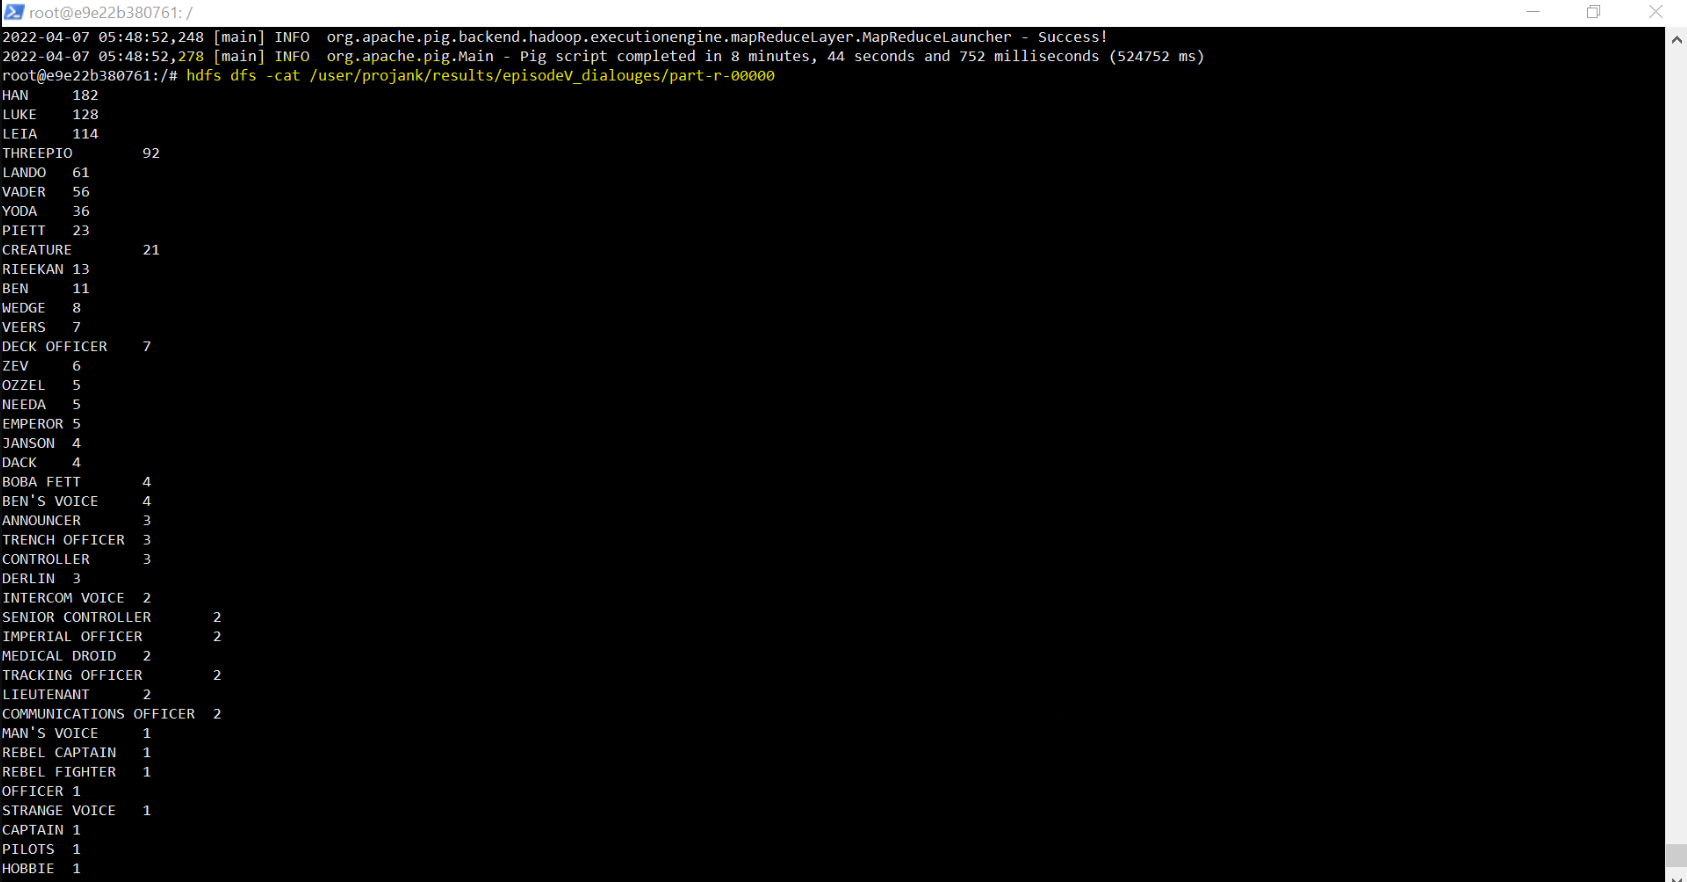 root@e9e22b380761: /
2022-04-07 05:48:52,248 [main] INFO  org.apache.pig.backend.hadoop.executionengine.mapReduceLayer.MapReduceLauncher - Success!
2022-04-07 05:48:52,278 [main] INFO  org.apache.pig.Main - Pig script completed in 8 minutes, 44 seconds and 752 milliseconds (524752 ms)
root@e9e22b380761:/# hdfs dfs -cat /user/projank/results/episodeV_dialouges/part-r-00000
HAN     182
LUKE    128
LEIA    114
THREEPIO        92
LANDO   61
VADER   56
YODA    36
PIETT   23
CREATURE        21
RIEEKAN 13
BEN     11
WEDGE   8
VEERS   7
DECK OFFICER    7
ZEV     6
OZZEL   5
NEEDA   5
EMPEROR 5
JANSON  4
DACK    4
BOBA FETT       4
BEN'S VOICE     4
ANNOUNCER       3
TRENCH OFFICER  3
CONTROLLER      3
DERLIN  3
INTERCOM VOICE  2
SENIOR CONTROLLER       2
IMPERIAL OFFICER        2
MEDICAL DROID   2
TRACKING OFFICER        2
LIEUTENANT      2
COMMUNICATIONS OFFICER  2
MAN'S VOICE     1
REBEL CAPTAIN   1
REBEL FIGHTER   1
OFFICER 1
STRANGE VOICE   1
CAPTAIN 1
PILOTS  1
HOBBIE  1